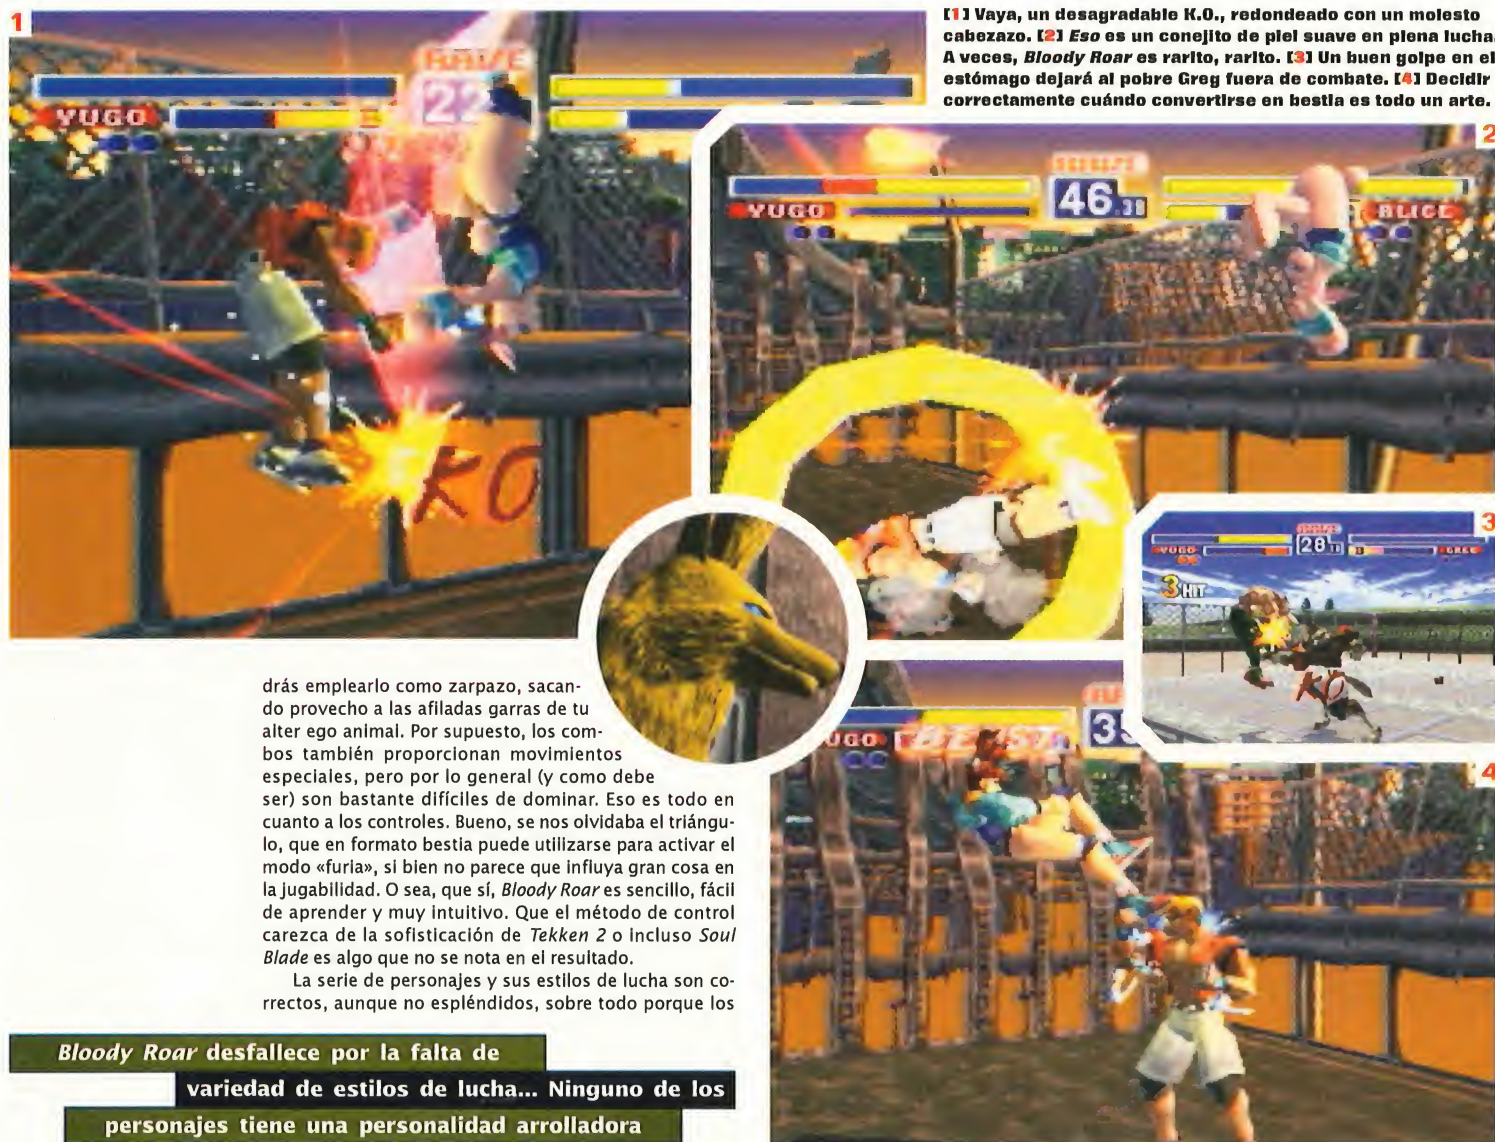 1
[1] Vaya, un desagradable K.O., redondeado con un molesto
cabezazo. [2] Eso es un conejito de piel suave en plena lucha.
A veces, Bloody Roar es rarito, rarito. [3] Un buen golpe en el
estómago dejará al pobre Greg fuera de combate. [4] Decidir
correctamente cuándo convertirse en bestia es todo un arte.
22
YUGO
KO
2
46.38
YUGO
ALICE
3
28
YUGO
GREG
3 HIT
KO
drás emplearlo como zarpazo, sacan-
do provecho a las afiladas garras de tu
alter ego animal. Por supuesto, los com-
bos también proporcionan movimientos
especiales, pero por lo general (y como debe
ser) son bastante difíciles de dominar. Eso es todo en
cuanto a los controles. Bueno, se nos olvidaba el triángu-
lo, que en formato bestia puede utilizarse para activar el
modo «furia», si bien no parece que influya gran cosa en
la jugabilidad. O sea, que sí, Bloody Roar es sencillo, fácil
de aprender y muy intuitivo. Que el método de control
carezca de la sofisticación de Tekken 2 o incluso Soul
Blade es algo que no se nota en el resultado.
La serie de personajes y sus estilos de lucha son co-
rrectos, aunque no espléndidos, sobre todo porque los
4
UGO
BEAST
Bloody Roar desfallece por la falta de
variedad de estilos de lucha... Ninguno de los
personajes tiene una personalidad arrolladora